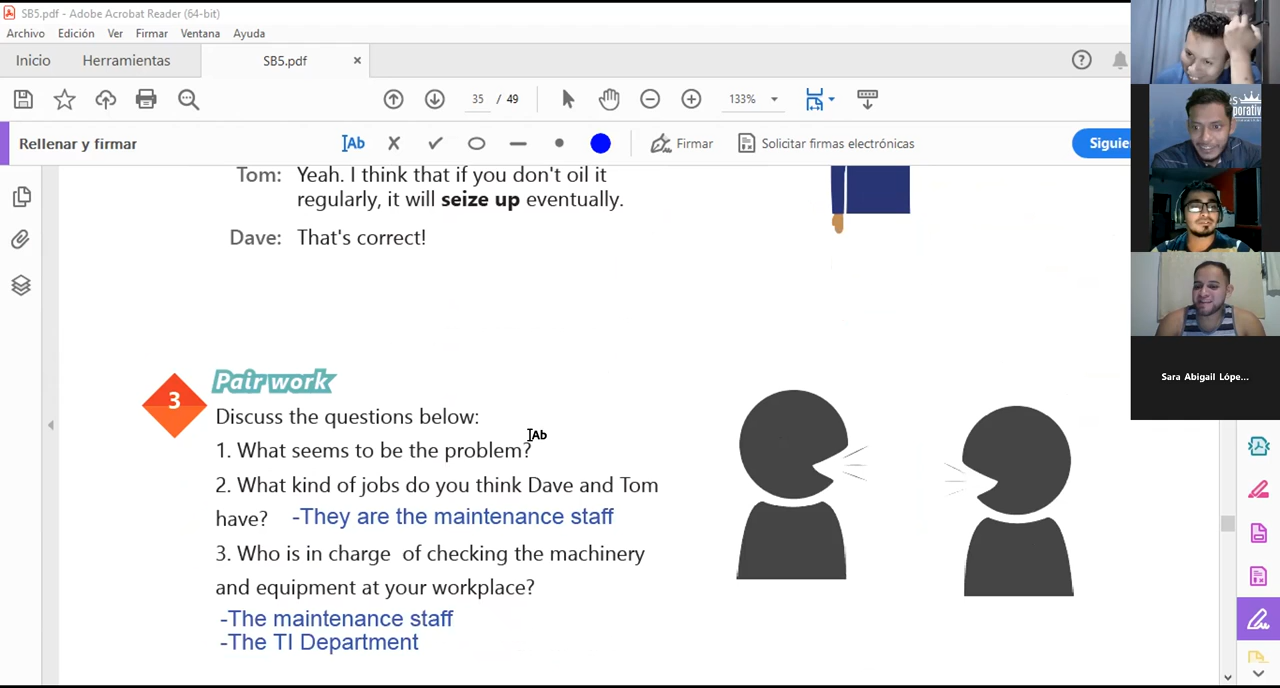 SB5.pdf - Adobe Acrobat Reader (64-bit)
Archivo Edición Ver Firmar Ventana Ayuda
Inicio Herramientas SB5.pdf ×
35 / 49 133%
Rellenar y firmar Ab Firmar Solicitar firmas electrónicas Siguie
Tom: Yeah. I think that if you don't oil it
regularly, it will seize up eventually.
Dave: That's correct!
Sara Abigail Lópe...
3 Pair work
Discuss the questions below:
Ab
1. What seems to be the problem?
2. What kind of jobs do you think Dave and Tom
have? -They are the maintenance staff
3. Who is in charge of checking the machinery
and equipment at your workplace?
-The maintenance staff
-The TI Department